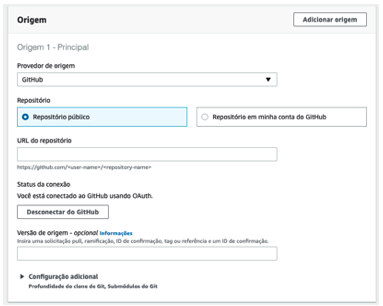 Origem
Adicionar origem
Origem 1 - Principal
Provedor de origem
GitHub
Repositório
Repositório público
Repositório em minha conta do GitHub
URL do repositório
https://github.com/<user-name>/<repository-name>
Status da conexão
Você está conectado ao GitHub usando OAuth.
Desconectar do GitHub
Versão de origem - opcional Informações
Insira uma solicitação pull, ramificação, ID de confirmação, tag ou referência e um ID de confirmação.
Configuração adicional
Profundidade do clone de Git, Submódulos do Git